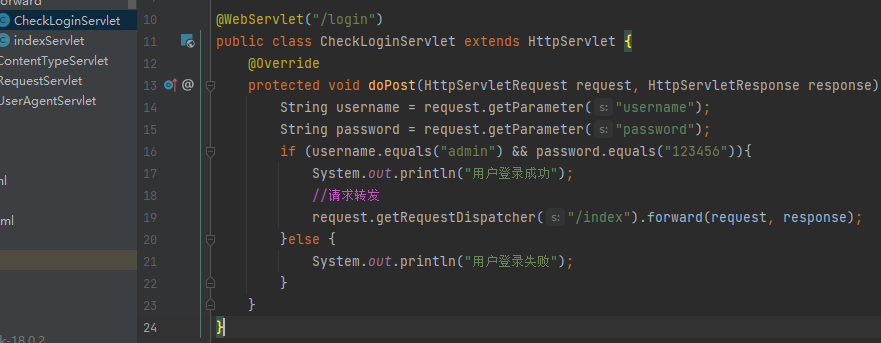 orward
CheckLoginServlet
indexServlet
ContentTypeServlet
RequestServlet
UserAgentServlet
ml
ml
k-18.0.2
10 @WebServlet("/login")
11 public class CheckLoginServlet extends HttpServlet {
12 @Override
13 @ protected void doPost(HttpServletRequest request, HttpServletResponse response)
14 String username = request.getParameter( s: "username");
15 String password = request.getParameter( s: "password");
16 if (username.equals("admin") && password.equals("123456")){
17 System.out.println("用户登录成功");
18 //请求转发
19 request.getRequestDispatcher( s: "/index").forward(request, response);
20 }else {
21 System.out.println("用户登录失败");
22 }
23 }
24 }